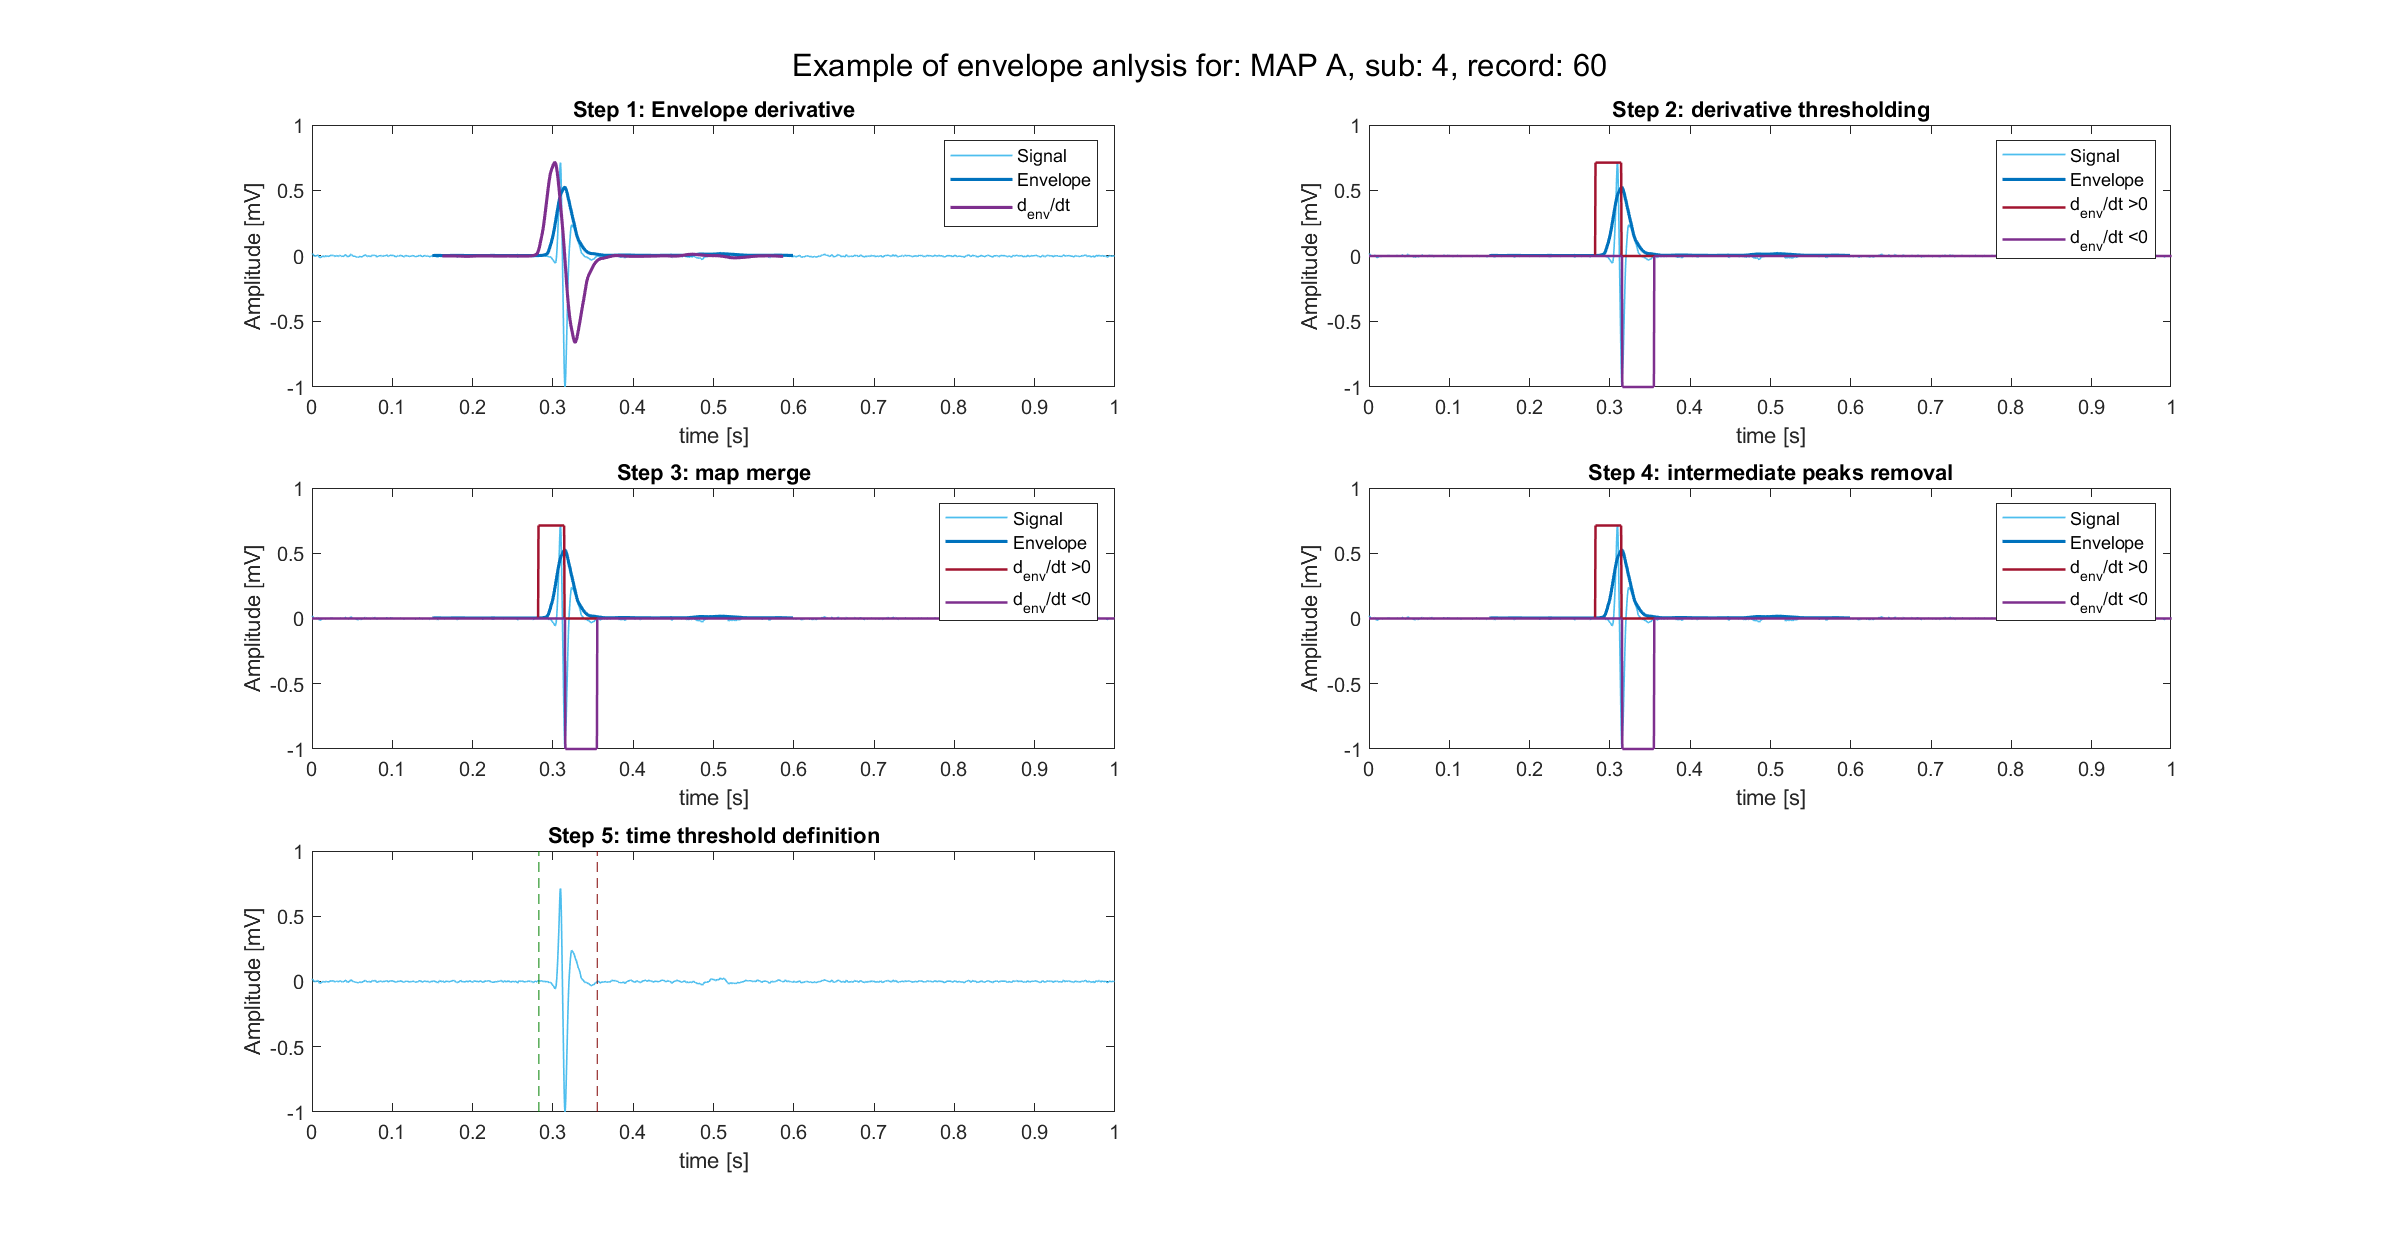 Example of envelope anlysis for: MAP A, sub: 4, record: 60
Step 1: Envelope derivative
1
0.5
0
-0.5
-1
Amplitude [mV]
Signal
Envelope
d_env/dt
0 0.1 0.2 0.3 0.4 0.5 0.6 0.7 0.8 0.9 1
time [s]
Step 2: derivative thresholding
1
0.5
0
-0.5
-1
Amplitude [mV]
Signal
Envelope
d_env/dt >0
d_env/dt <0
0 0.1 0.2 0.3 0.4 0.5 0.6 0.7 0.8 0.9 1
time [s]
Step 3: map merge
1
0.5
0
-0.5
-1
Amplitude [mV]
Signal
Envelope
d_env/dt >0
d_env/dt <0
0 0.1 0.2 0.3 0.4 0.5 0.6 0.7 0.8 0.9 1
time [s]
Step 4: intermediate peaks removal
1
0.5
0
-0.5
-1
Amplitude [mV]
Signal
Envelope
d_env/dt >0
d_env/dt <0
0 0.1 0.2 0.3 0.4 0.5 0.6 0.7 0.8 0.9 1
time [s]
Step 5: time threshold definition
1
0.5
0
-0.5
-1
Amplitude [mV]
0 0.1 0.2 0.3 0.4 0.5 0.6 0.7 0.8 0.9 1
time [s]